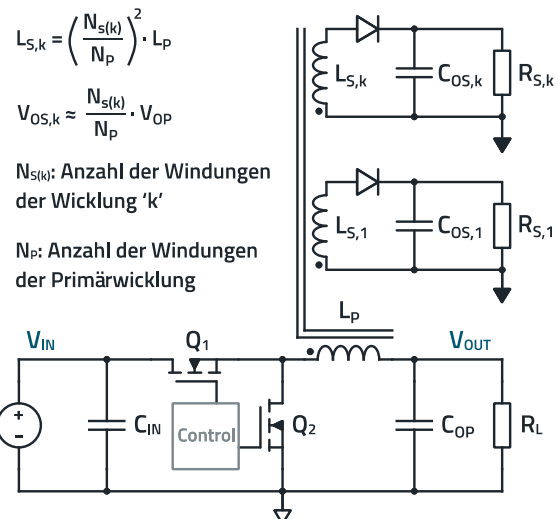 L_S,k = ( N_s(k) / N_P )² · L_P
V_OS,k ≈ N_s(k) / N_P · V_OP
N_S(k): Anzahl der Windungen
der Wicklung ‘k’
N_P: Anzahl der Windungen
der Primärwicklung
L_S,k
C_OS,k
R_S,k
L_S,1
C_OS,1
R_S,1
L_P
V_IN
Q_1
V_OUT
+
-
C_IN
Control
Q_2
C_OP
R_L